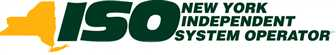 ISO NEW YORK
INDEPENDENT
SYSTEM OPERATOR